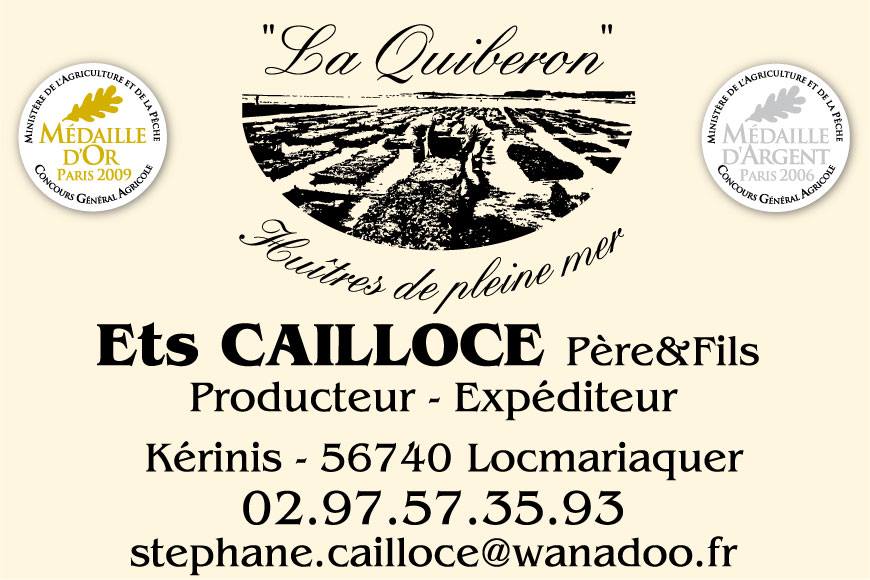 "La Quiberon"
MINISTÈRE DE L'AGRICULTURE ET DE LA PÊCHE
MÉDAILLE
D'OR
PARIS 2009
CONCOURS GÉNÉRAL AGRICOLE
MINISTÈRE DE L'AGRICULTURE ET DE LA PÊCHE
MÉDAILLE
D'ARGENT
PARIS 2006
CONCOURS GÉNÉRAL AGRICOLE
Huîtres de pleine mer
Ets CAILLOCE Père&Fils
Producteur - Expéditeur
Kérinis - 56740 Locmariaquer
02.97.57.35.93
stephane.cailloce@wanadoo.fr